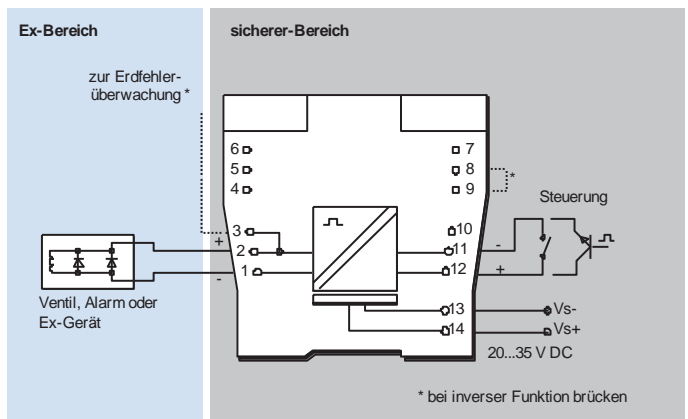 Ex-Bereich
sicherer-Bereich
zur Erdfehler-
überwachung *
6
5
4
3
+
2
1
-
7
8
9
*
10
11
12
-
+
13
14
Steuerung
Vs-
Vs+
20...35 V DC
Ventil, Alarm oder
Ex-Gerät
* bei inverser Funktion brücken